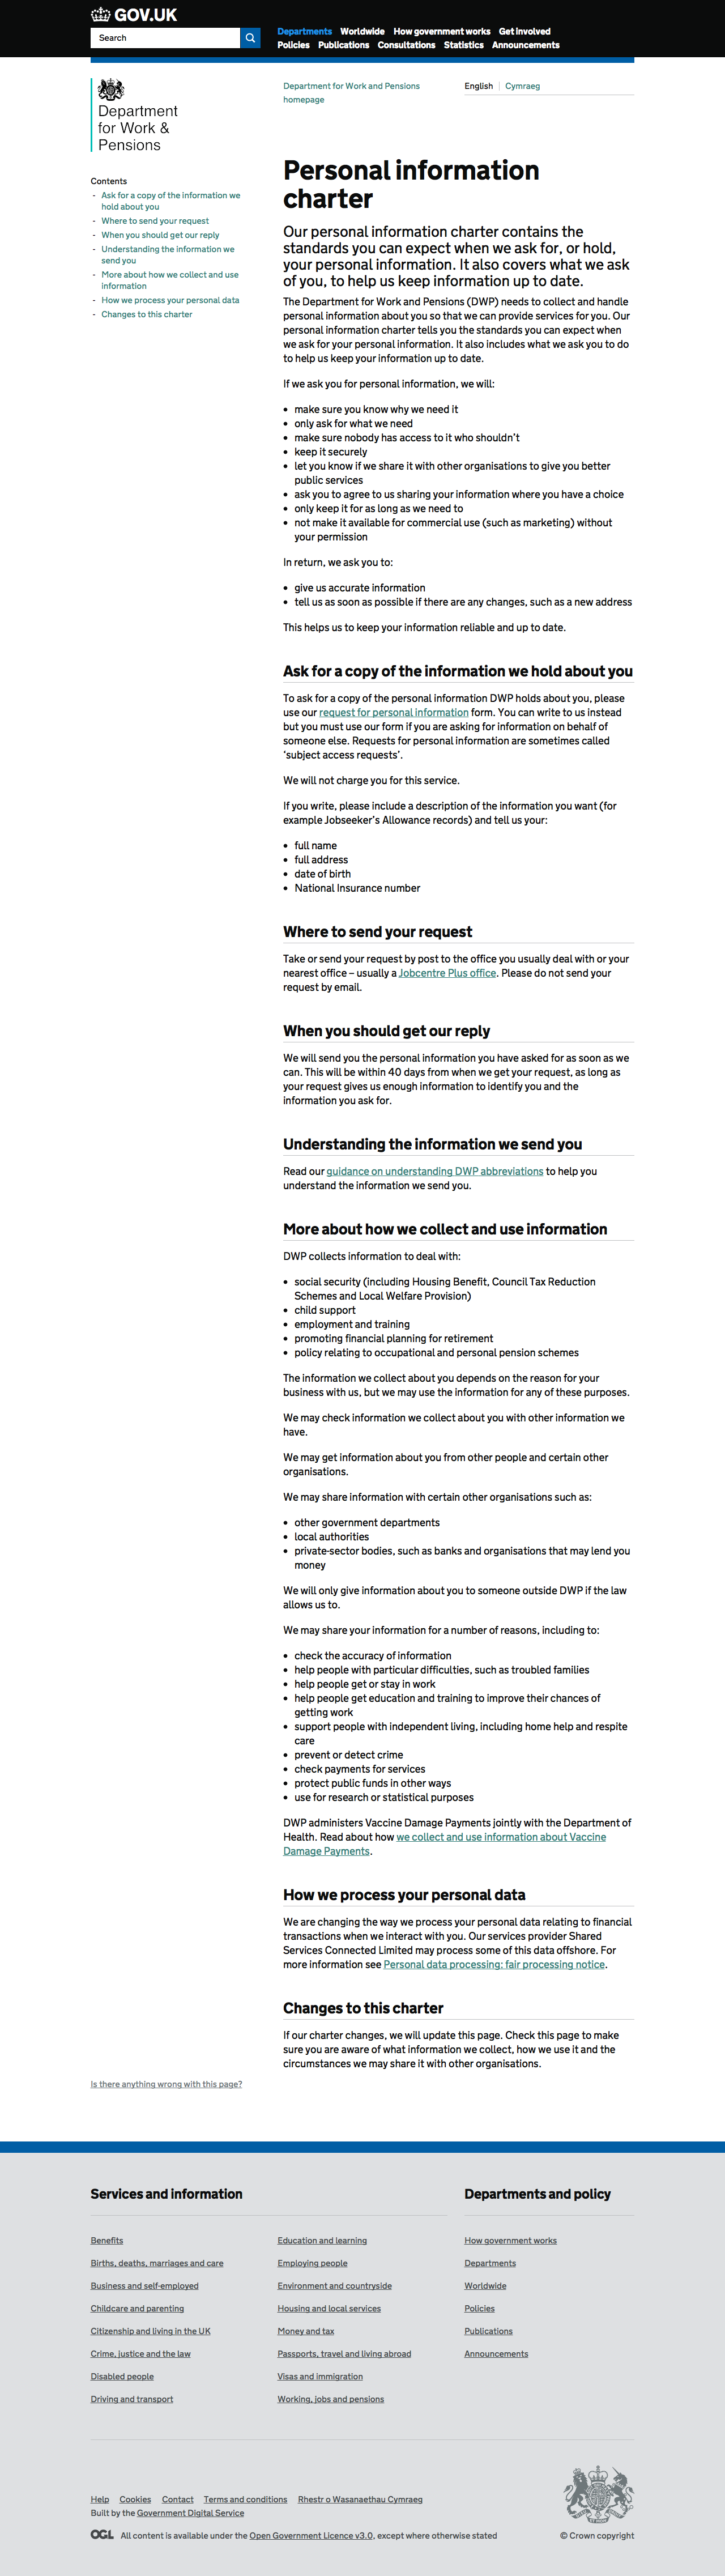 GOV.UK
Search
Departments Worldwide How government works Get involved
Policies Publications Consultations Statistics Announcements
Department
for Work &
Pensions
Department for Work and Pensions
homepage
English Cymraeg
Contents
- Ask for a copy of the information we
hold about you
- Where to send your request
- When you should get our reply
- Understanding the information we
send you
- More about how we collect and use
information
- How we process your personal data
- Changes to this charter
Personal information
charter
Our personal information charter contains the
standards you can expect when we ask for, or hold,
your personal information. It also covers what we ask
of you, to help us keep information up to date.
The Department for Work and Pensions (DWP) needs to collect and handle
personal information about you so that we can provide services for you. Our
personal information charter tells you the standards you can expect when
we ask for your personal information. It also includes what we ask you to do
to help us keep your information up to date.
If we ask you for personal information, we will:
• make sure you know why we need it
• only ask for what we need
• make sure nobody has access to it who shouldn’t
• keep it securely
• let you know if we share it with other organisations to give you better
public services
• ask you to agree to us sharing your information where you have a choice
• only keep it for as long as we need to
• not make it available for commercial use (such as marketing) without
your permission
In return, we ask you to:
• give us accurate information
• tell us as soon as possible if there are any changes, such as a new address
This helps us to keep your information reliable and up to date.
Ask for a copy of the information we hold about you
To ask for a copy of the personal information DWP holds about you, please
use our request for personal information form. You can write to us instead
but you must use our form if you are asking for information on behalf of
someone else. Requests for personal information are sometimes called
‘subject access requests’.
We will not charge you for this service.
If you write, please include a description of the information you want (for
example Jobseeker’s Allowance records) and tell us your:
• full name
• full address
• date of birth
• National Insurance number
Where to send your request
Take or send your request by post to the office you usually deal with or your
nearest office – usually a Jobcentre Plus office. Please do not send your
request by email.
When you should get our reply
We will send you the personal information you have asked for as soon as we
can. This will be within 40 days from when we get your request, as long as
your request gives us enough information to identify you and the
information you ask for.
Understanding the information we send you
Read our guidance on understanding DWP abbreviations to help you
understand the information we send you.
More about how we collect and use information
DWP collects information to deal with:
• social security (including Housing Benefit, Council Tax Reduction
Schemes and Local Welfare Provision)
• child support
• employment and training
• promoting financial planning for retirement
• policy relating to occupational and personal pension schemes
The information we collect about you depends on the reason for your
business with us, but we may use the information for any of these purposes.
We may check information we collect about you with other information we
have.
We may get information about you from other people and certain other
organisations.
We may share information with certain other organisations such as:
• other government departments
• local authorities
• private-sector bodies, such as banks and organisations that may lend you
money
We will only give information about you to someone outside DWP if the law
allows us to.
We may share your information for a number of reasons, including to:
• check the accuracy of information
• help people with particular difficulties, such as troubled families
• help people get or stay in work
• help people get education and training to improve their chances of
getting work
• support people with independent living, including home help and respite
care
• prevent or detect crime
• check payments for services
• protect public funds in other ways
• use for research or statistical purposes
DWP administers Vaccine Damage Payments jointly with the Department of
Health. Read about how we collect and use information about Vaccine
Damage Payments.
How we process your personal data
We are changing the way we process your personal data relating to financial
transactions when we interact with you. Our services provider Shared
Services Connected Limited may process some of this data offshore. For
more information see Personal data processing: fair processing notice.
Changes to this charter
If our charter changes, we will update this page. Check this page to make
sure you are aware of what information we collect, how we use it and the
circumstances we may share it with other organisations.
Is there anything wrong with this page?
Services and information
Benefits
Births, deaths, marriages and care
Business and self-employed
Childcare and parenting
Citizenship and living in the UK
Crime, justice and the law
Disabled people
Driving and transport
Education and learning
Employing people
Environment and countryside
Housing and local services
Money and tax
Passports, travel and living abroad
Visas and immigration
Working, jobs and pensions
Departments and policy
How government works
Departments
Worldwide
Policies
Publications
Announcements
Help Cookies Contact Terms and conditions Rhestr o Wasanaethau Cymraeg
Built by the Government Digital Service
OGL All content is available under the Open Government Licence v3.0, except where otherwise stated
© Crown copyright